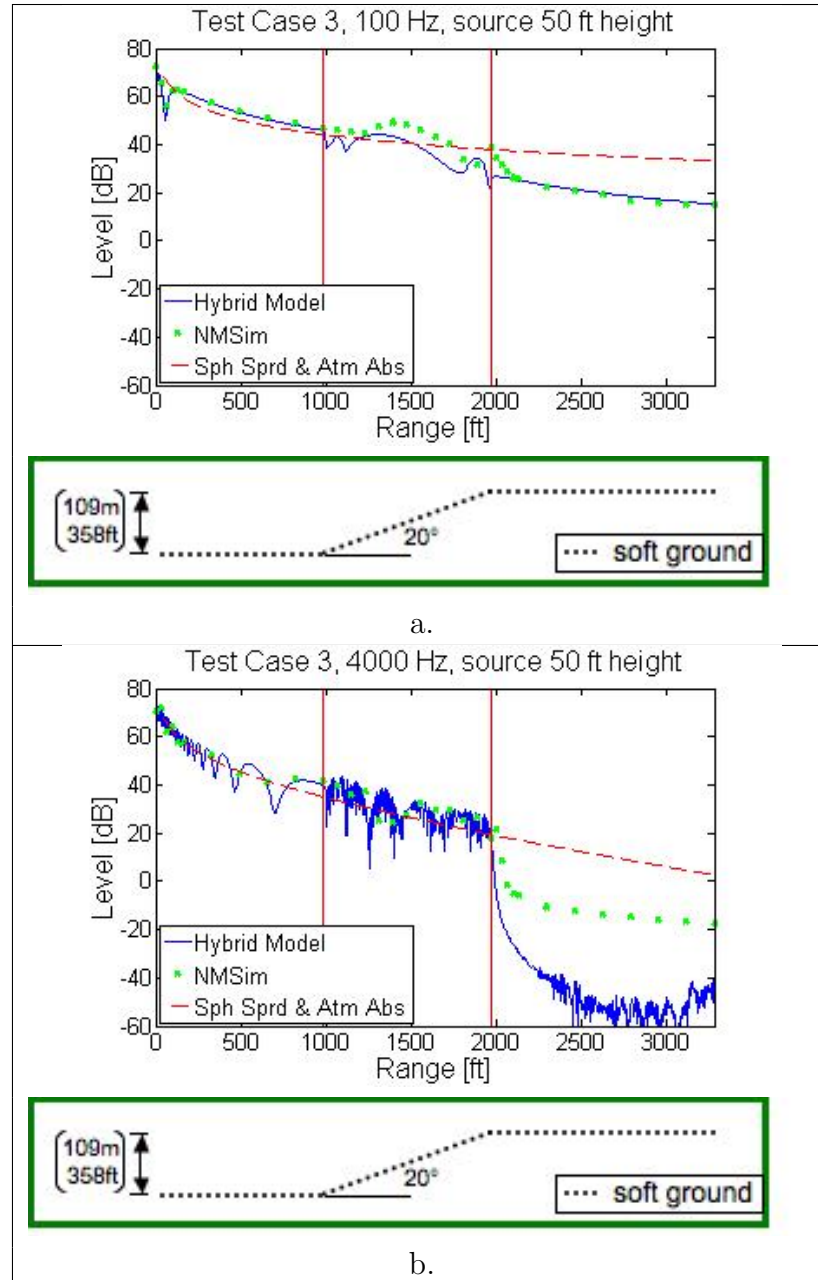 Test Case 3, 100 Hz, source 50 ft height
80
60
40
20
0
-20
-40
-60
Level [dB]
Hybrid Model
NMSim
Sph Sprd & Atm Abs
0 500 1000 1500 2000 2500 3000
Range [ft]
109m
358ft
20°
soft ground
a.
Test Case 3, 4000 Hz, source 50 ft height
80
60
40
20
0
-20
-40
-60
Level [dB]
Hybrid Model
NMSim
Sph Sprd & Atm Abs
0 500 1000 1500 2000 2500 3000
Range [ft]
109m
358ft
20°
soft ground
b.